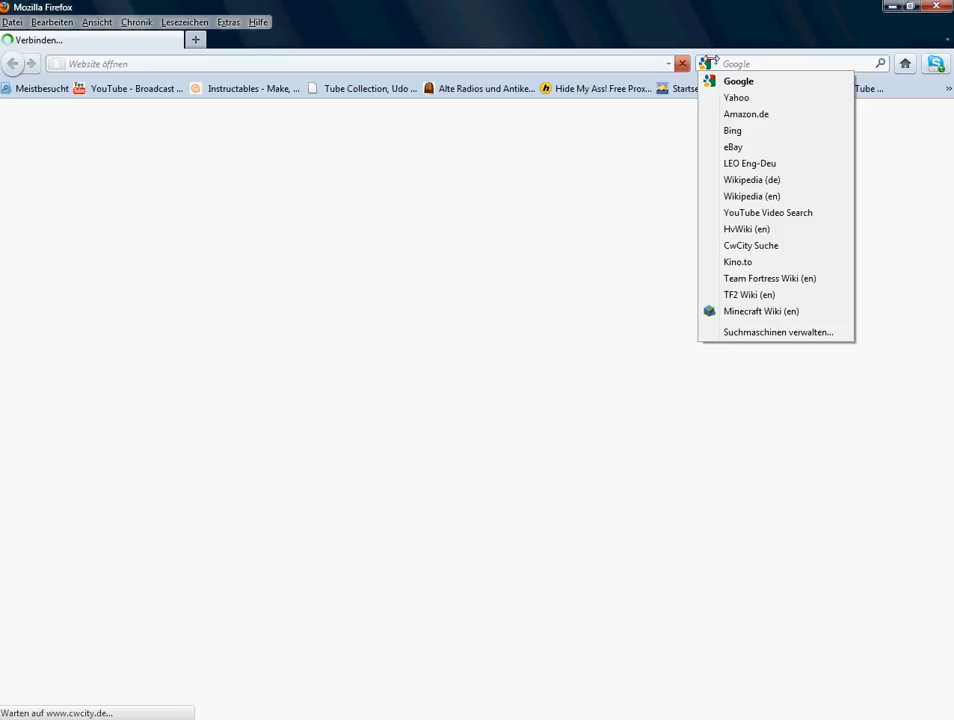 Mozilla Firefox
Datei Bearbeiten Ansicht Chronik Lesezeichen Extras Hilfe
Verbinden...
Website öffnen
Google
Meistbesucht YouTube - Broadcast ... Instructables - Make, ... Tube Collection, Udo ... Alte Radios und Antike... Hide My Ass! Free Prox... Startse Tube ... »
Google
Yahoo
Amazon.de
Bing
eBay
LEO Eng-Deu
Wikipedia (de)
Wikipedia (en)
YouTube Video Search
HvWiki (en)
CwCity Suche
Kino.to
Team Fortress Wiki (en)
TF2 Wiki (en)
Minecraft Wiki (en)
Suchmaschinen verwalten...
Warten auf www.cwcity.de...